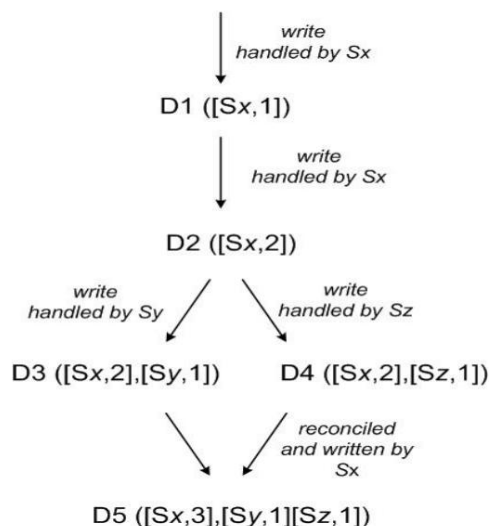 write
handled by Sx
D1 ([Sx,1])
write
handled by Sx
D2 ([Sx,2])
write
handled by Sy
write
handled by Sz
D3 ([Sx,2],[Sy,1])
D4 ([Sx,2],[Sz,1])
reconciled
and written by
Sx
D5 ([Sx,3],[Sy,1][Sz,1])